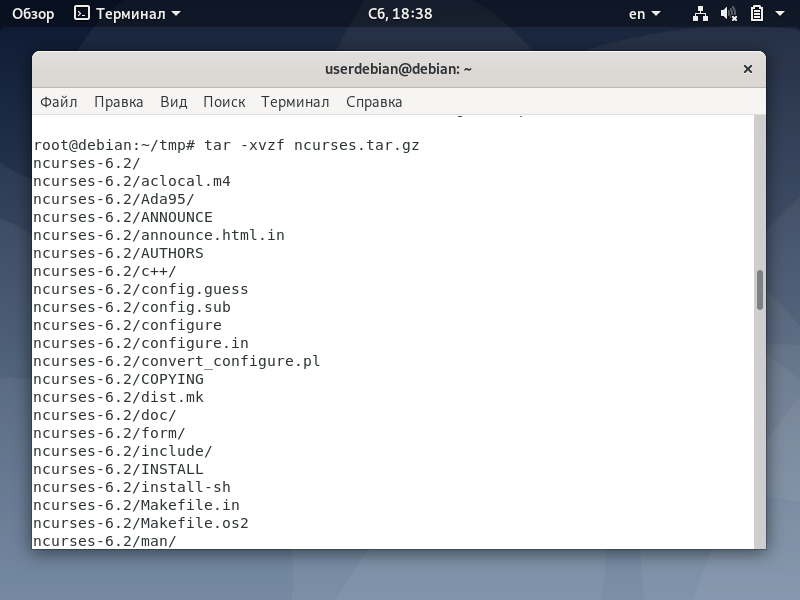 Обзор Терминал Сб, 18:38 en
userdebian@debian: ~ ×
Файл Правка Вид Поиск Терминал Справка
root@debian:~/tmp# tar -xvzf ncurses.tar.gz
ncurses-6.2/
ncurses-6.2/aclocal.m4
ncurses-6.2/Ada95/
ncurses-6.2/ANNOUNCE
ncurses-6.2/announce.html.in
ncurses-6.2/AUTHORS
ncurses-6.2/c++/
ncurses-6.2/config.guess
ncurses-6.2/config.sub
ncurses-6.2/configure
ncurses-6.2/configure.in
ncurses-6.2/convert_configure.pl
ncurses-6.2/COPYING
ncurses-6.2/dist.mk
ncurses-6.2/doc/
ncurses-6.2/form/
ncurses-6.2/include/
ncurses-6.2/INSTALL
ncurses-6.2/install-sh
ncurses-6.2/Makefile.in
ncurses-6.2/Makefile.os2
ncurses-6.2/man/